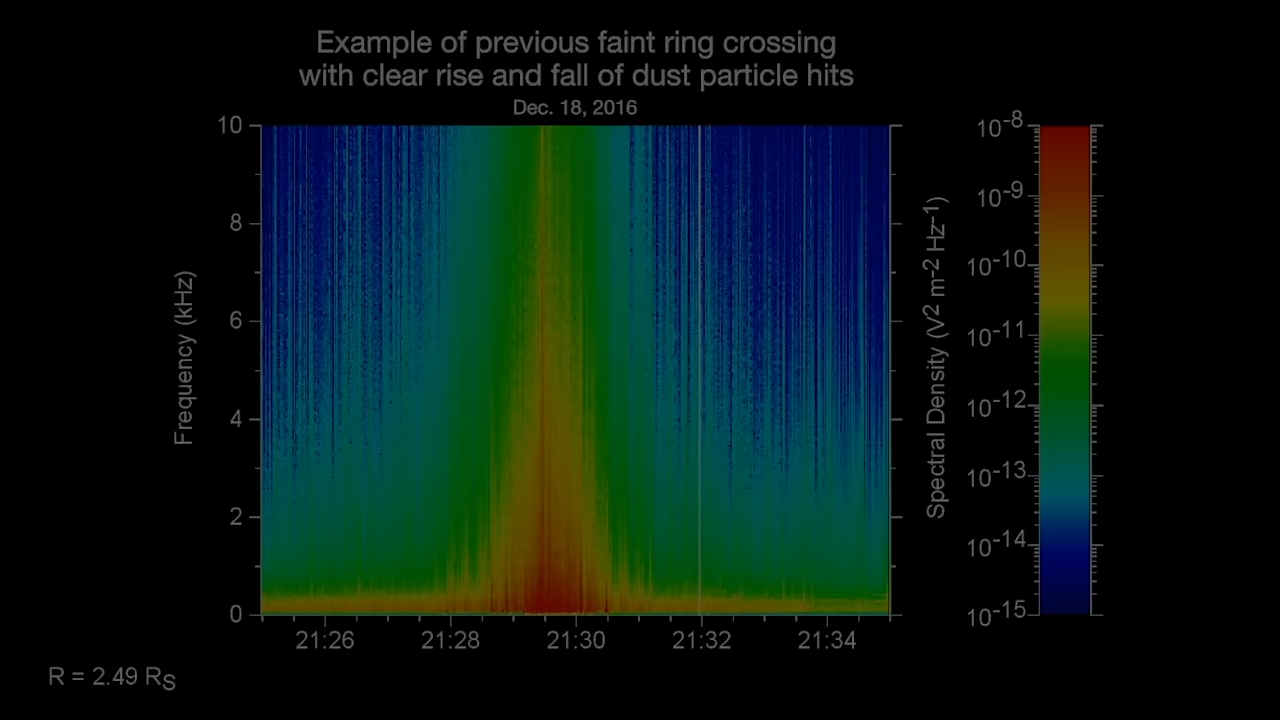 Example of previous faint ring crossing
with clear rise and fall of dust particle hits
Dec. 18, 2016
10
8
6
4
2
0
Frequency (kHz)
21:26 21:28 21:30 21:32 21:34
Spectral Density (V2 m-2 Hz-1)
10-8
10-9
10-10
10-11
10-12
10-13
10-14
10-15
R = 2.49 RS